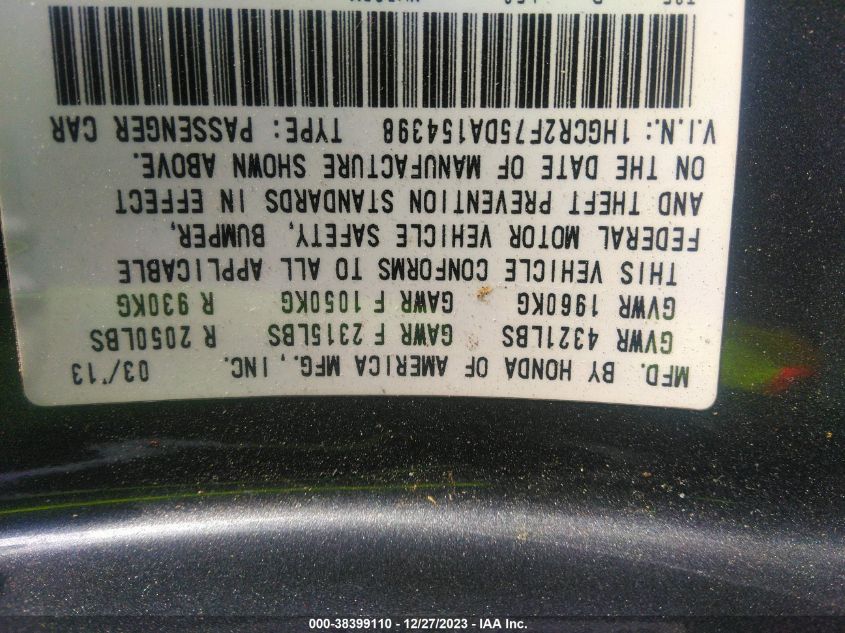 MFD. BY HONDA OF AMERICA MFG., INC. 03/'13
GVWR 4321LBS GAWR F 2315LBS R 2050LBS
GVWR 1960KG GAWR F 1050KG R 930KG
THIS VEHICLE CONFORMS TO ALL APPLICABLE
FEDERAL MOTOR VEHICLE SAFETY, BUMPER,
AND THEFT PREVENTION STANDARDS IN EFFECT
ON THE DATE OF MANUFACTURE SHOWN ABOVE.
V.I.N.: 1HGCR2F75DA154398 TYPE: PASSENGER CAR
000-38399110 - 12/27/2023 - © IAA Inc.